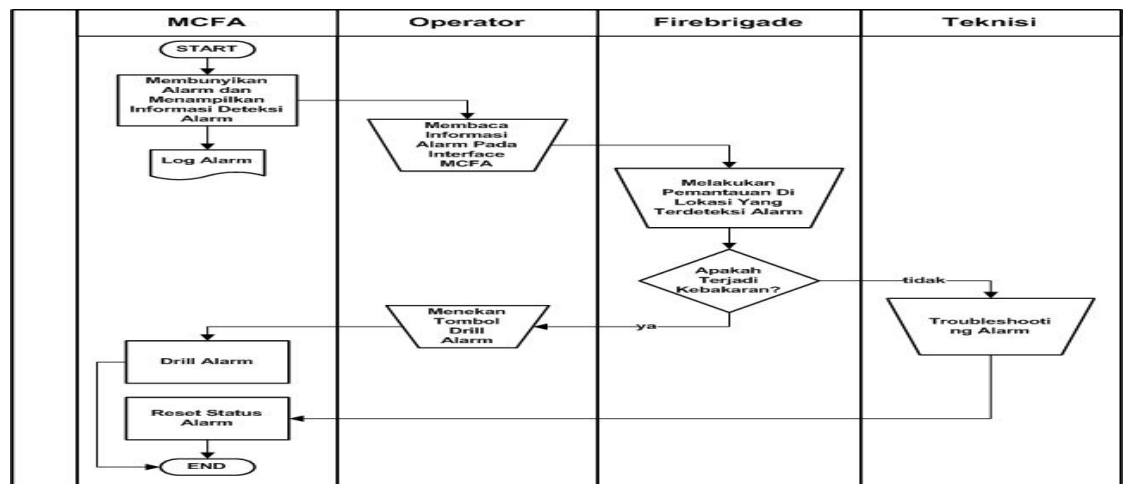 MCFA
Operator
Firebrigade
Teknisi
START
Membunyikan
Alarm dan
Menampilkan
Informasi Deteksi
Alarm
Log Alarm
Membaca
Informasi
Alarm Pada
Interface
MCFA
Melakukan
Pemantauan Di
Lokasi Yang
Terdeteksi Alarm
Apakah
Terjadi
Kebakaran?
tidak
ya
Troubleshooti
ng Alarm
Menekan
Tombol
Drill
Alarm
Drill Alarm
Reset Status
Alarm
END